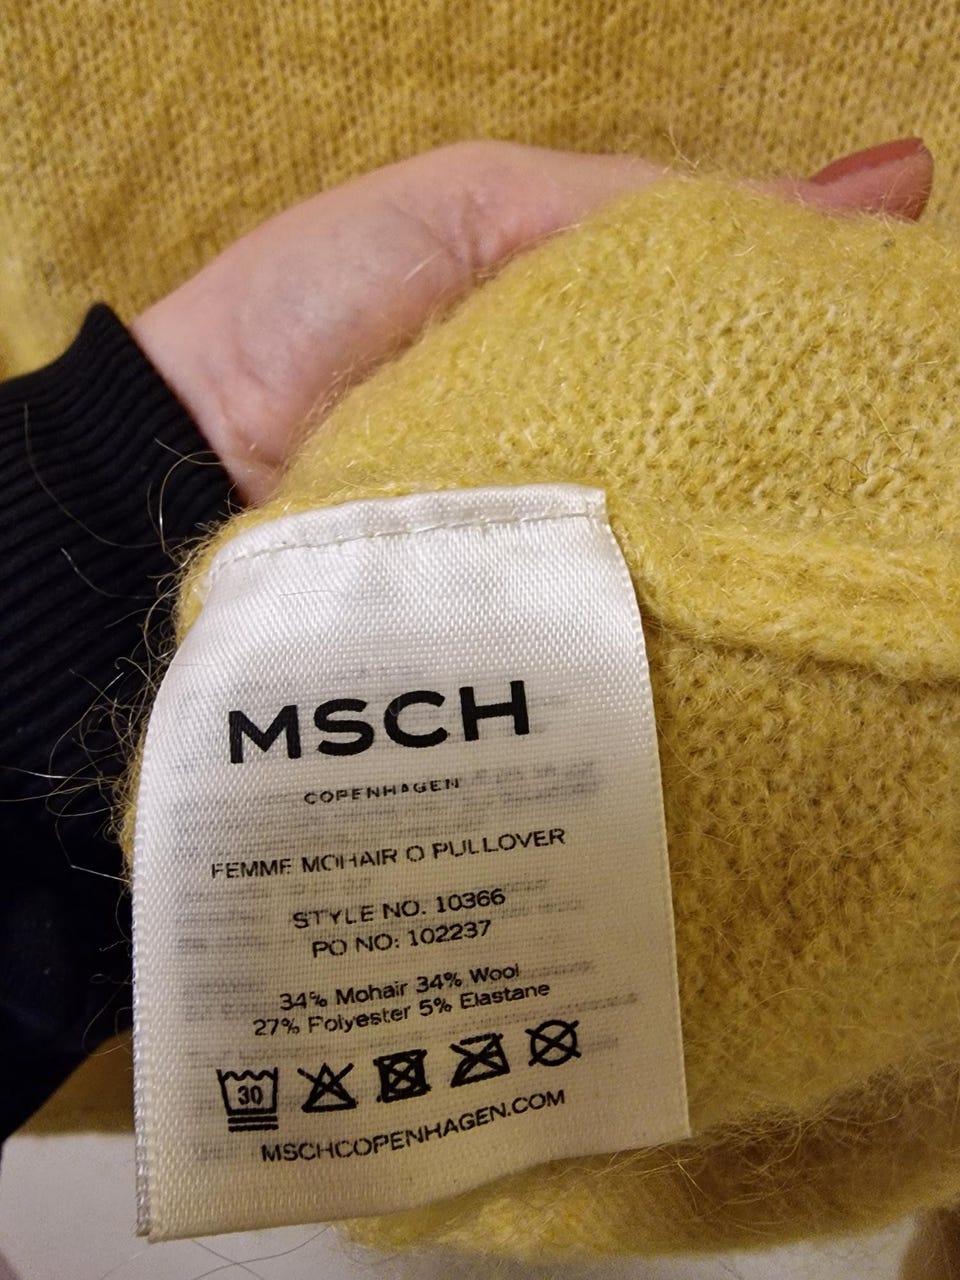 MSCH
COPENHAGEN
FEMME MOHAIR O PULLOVER
STYLE NO. 10366
PO NO: 102237
34% Mohair 34% Wool
27% Polyester 5% Elastane
30
MSCHCOPENHAGEN.COM